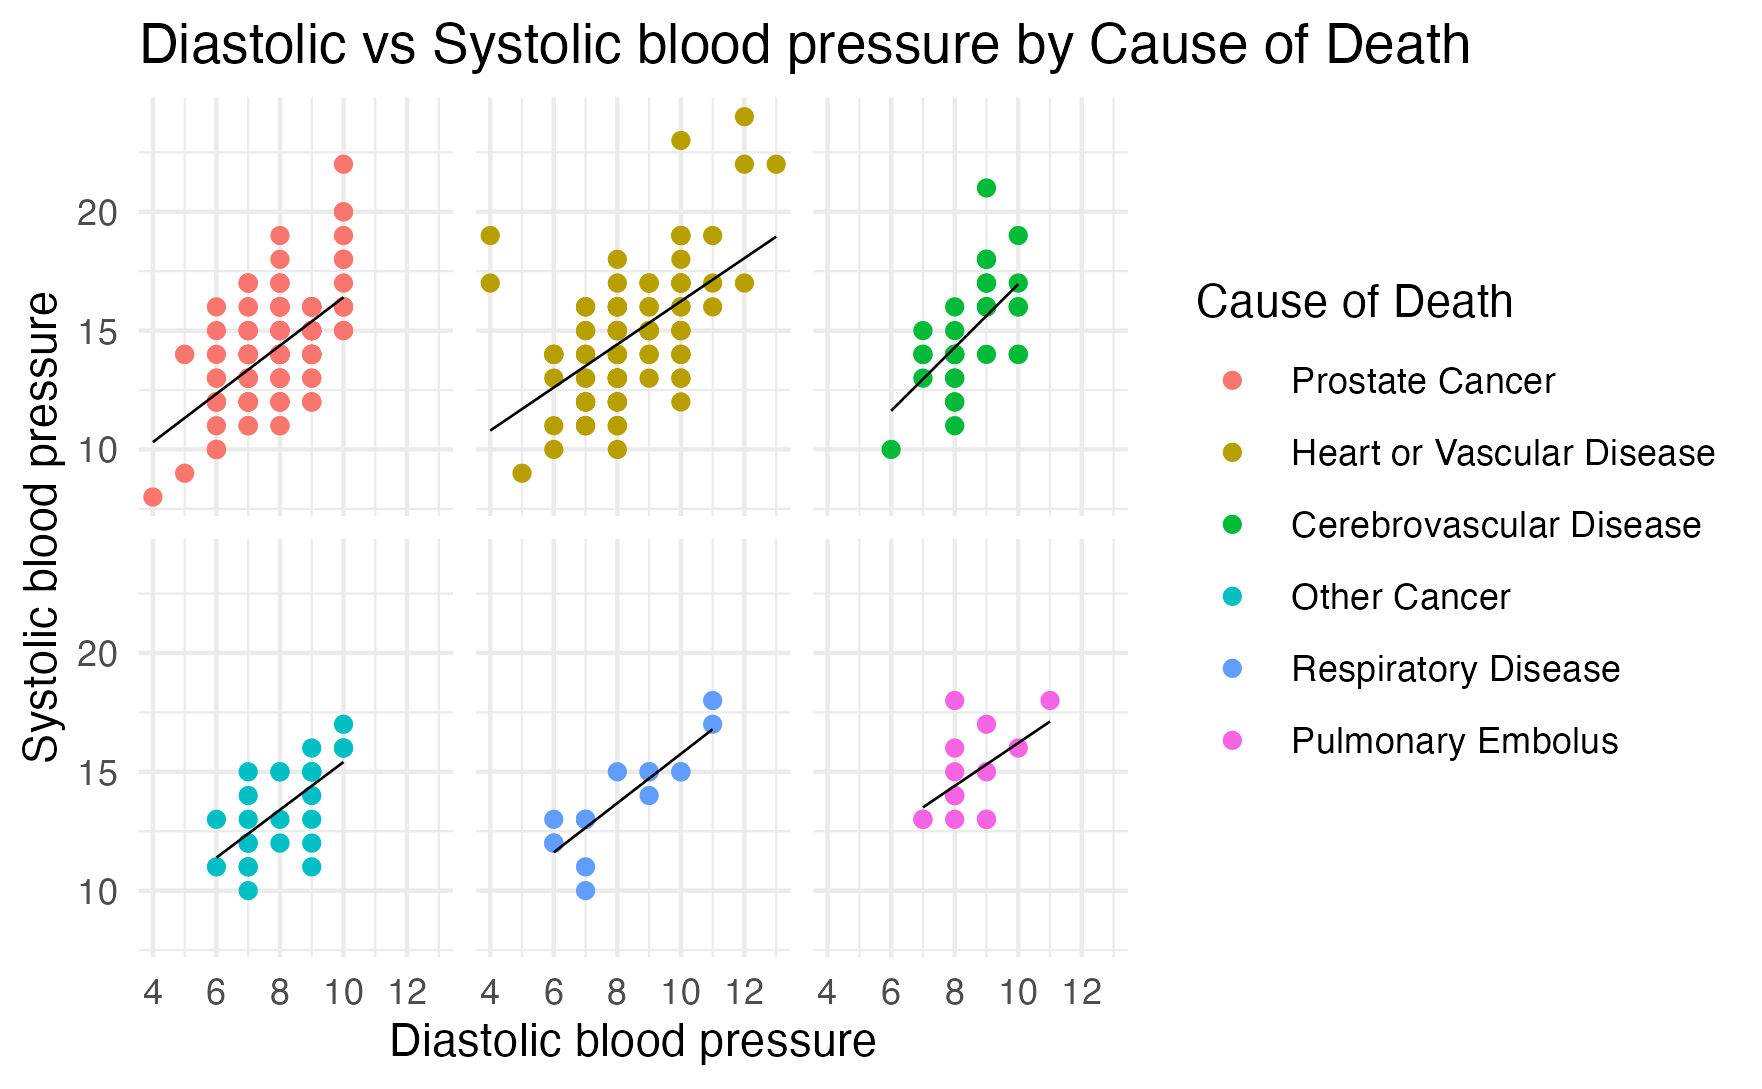 Diastolic vs Systolic blood pressure by Cause of Death
Systolic blood pressure
20
15
10
20
15
10
4 6 8 10 12
4 6 8 10 12
4 6 8 10 12
Diastolic blood pressure
Cause of Death
Prostate Cancer
Heart or Vascular Disease
Cerebrovascular Disease
Other Cancer
Respiratory Disease
Pulmonary Embolus